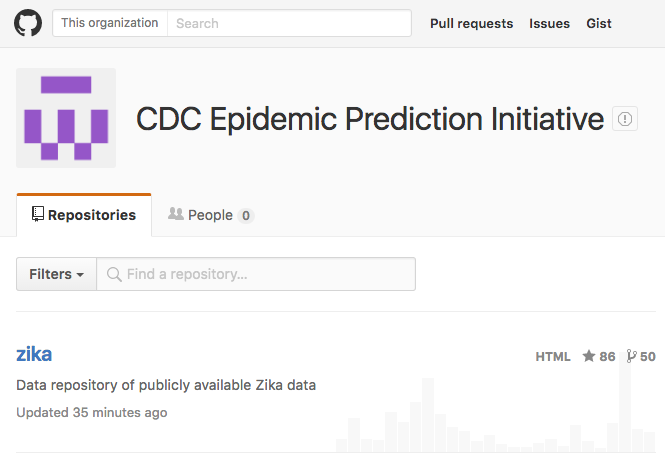 This organization Search Pull requests Issues Gist
CDC Epidemic Prediction Initiative
Repositories People 0
Filters Find a repository...
zika HTML 86 50
Data repository of publicly available Zika data
Updated 35 minutes ago